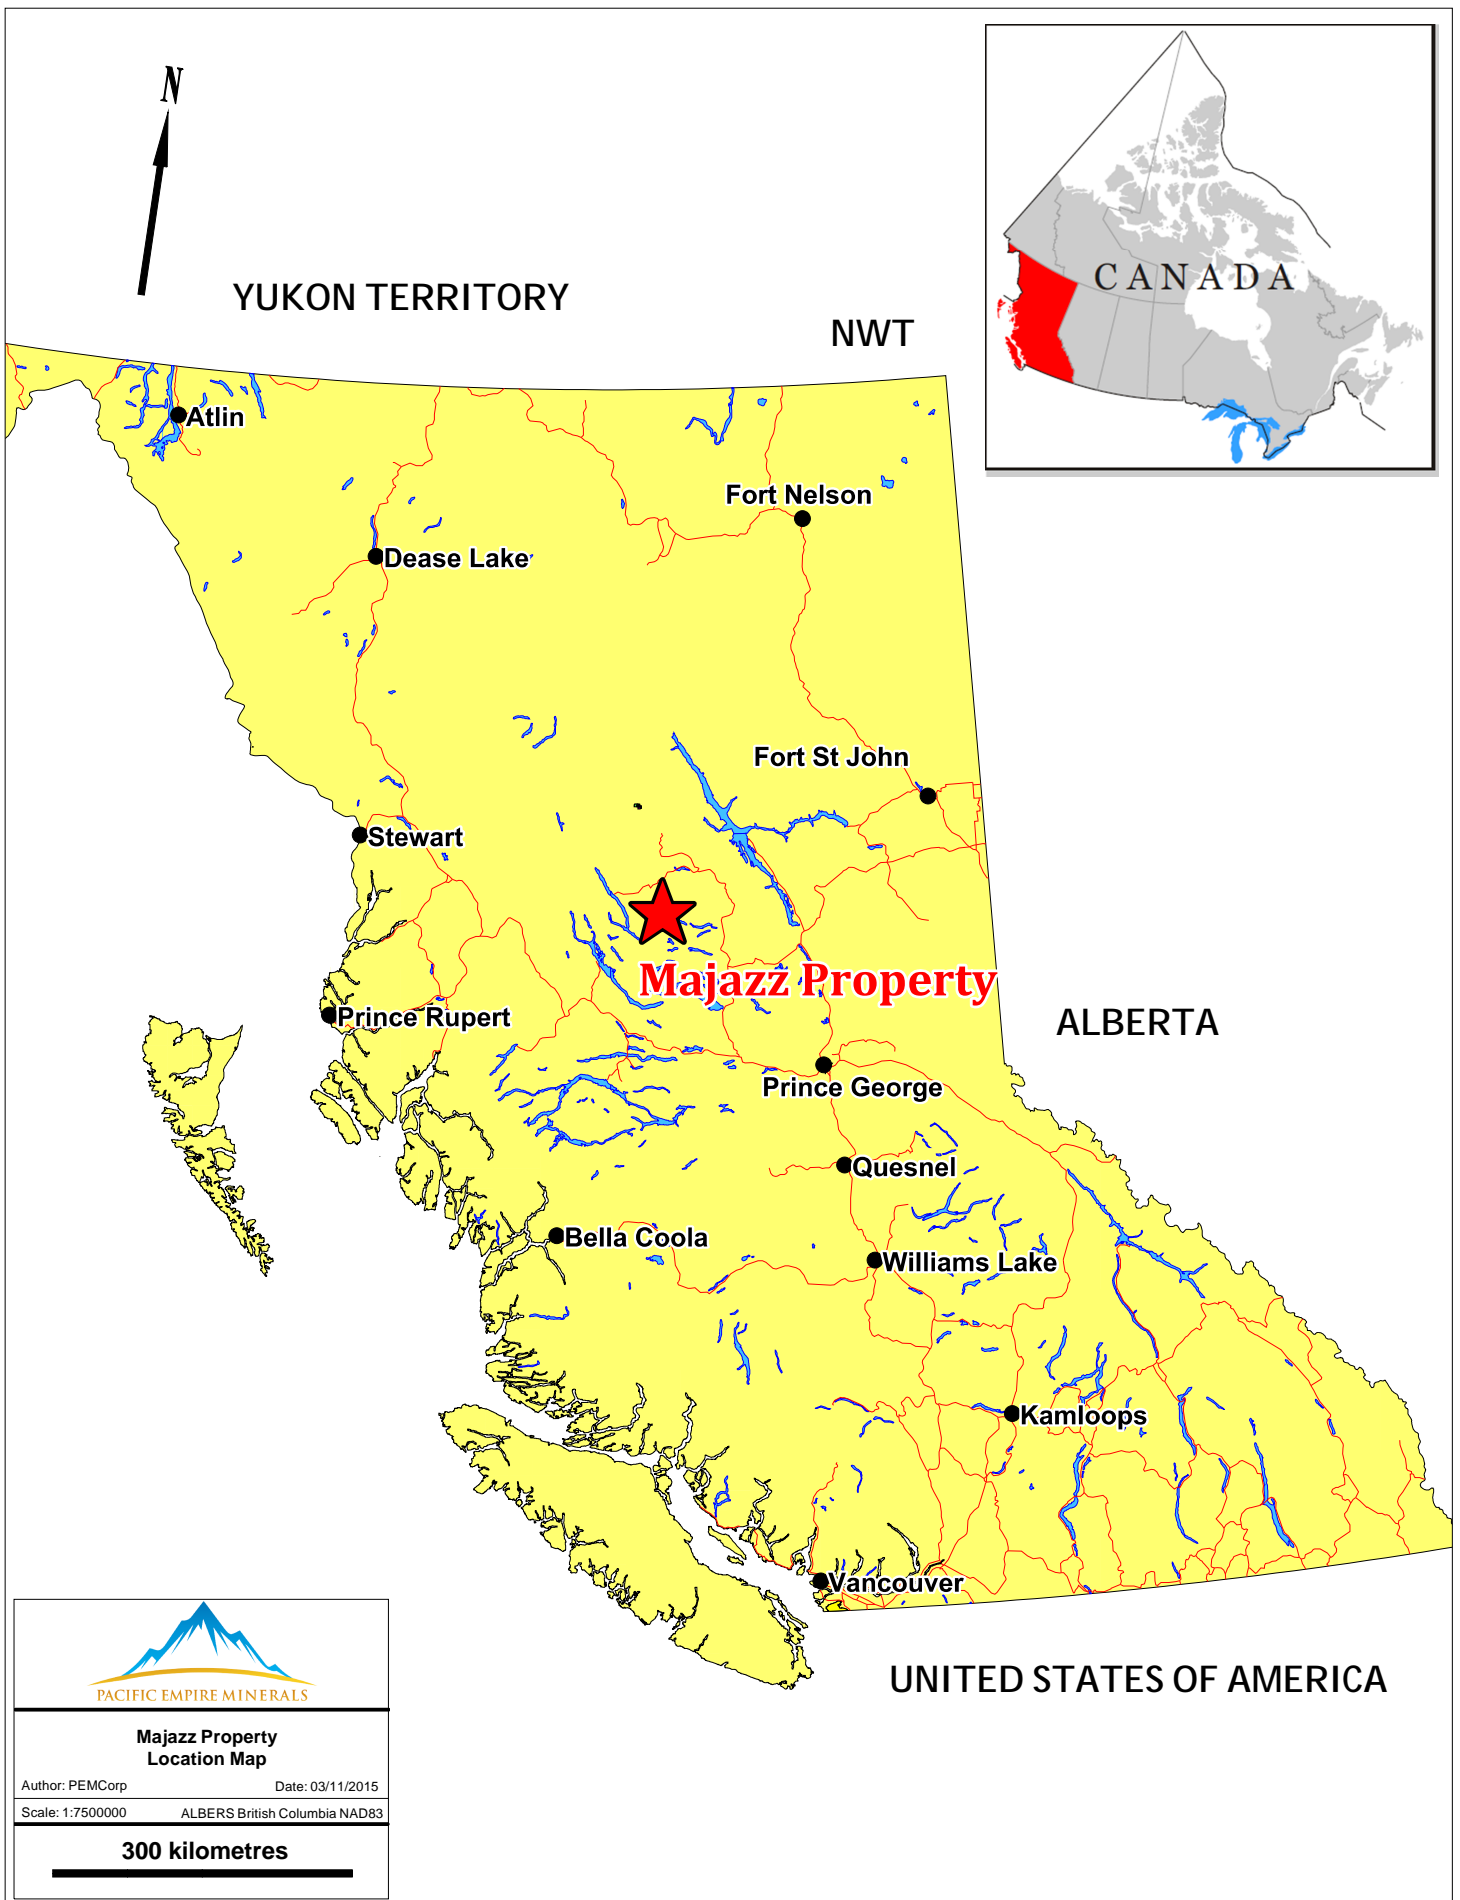 N
CANADA
YUKON TERRITORY
NWT
Atlin
Fort Nelson
Dease Lake
Fort St John
Stewart
Majazz Property
Prince Rupert
ALBERTA
Prince George
Quesnel
Bella Coola
Williams Lake
Kamloops
Vancouver
UNITED STATES OF AMERICA
PACIFIC EMPIRE MINERALS
Majazz Property
Location Map
Author: PEMCorp Date: 03/11/2015
Scale: 1:7500000 ALBERS British Columbia NAD83
300 kilometres